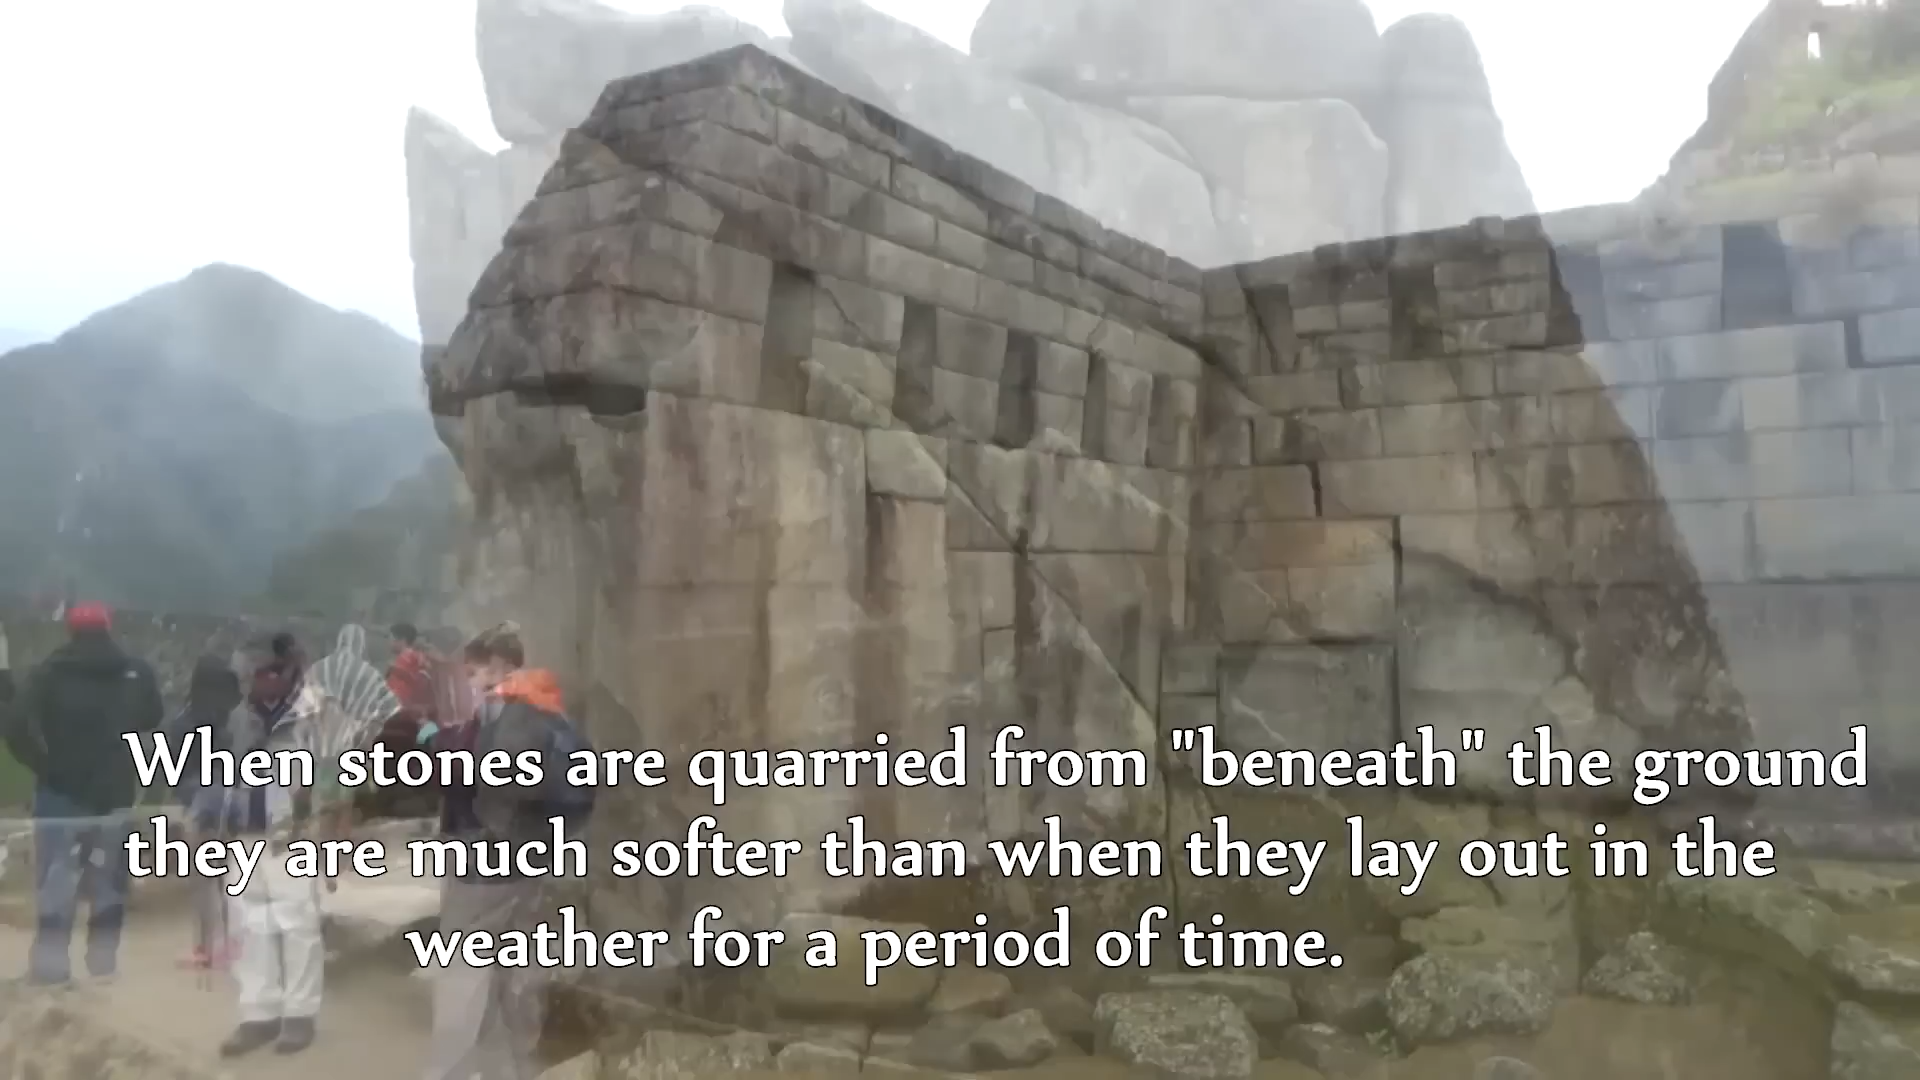 When stones are quarried from "beneath" the ground
they are much softer than when they lay out in the
weather for a period of time.